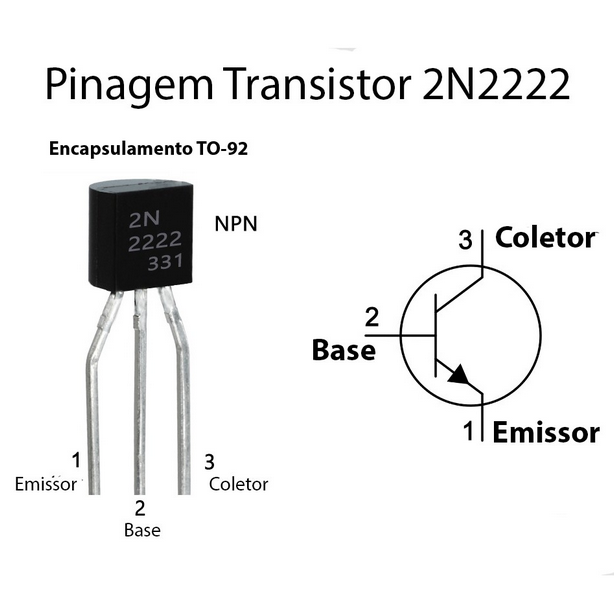 Pinagem Transistor 2N2222
Encapsulamento TO-92
2N
2222
331
NPN
3 Coletor
2
Base
1 Emissor
1
Emissor
3
Coletor
2
Base